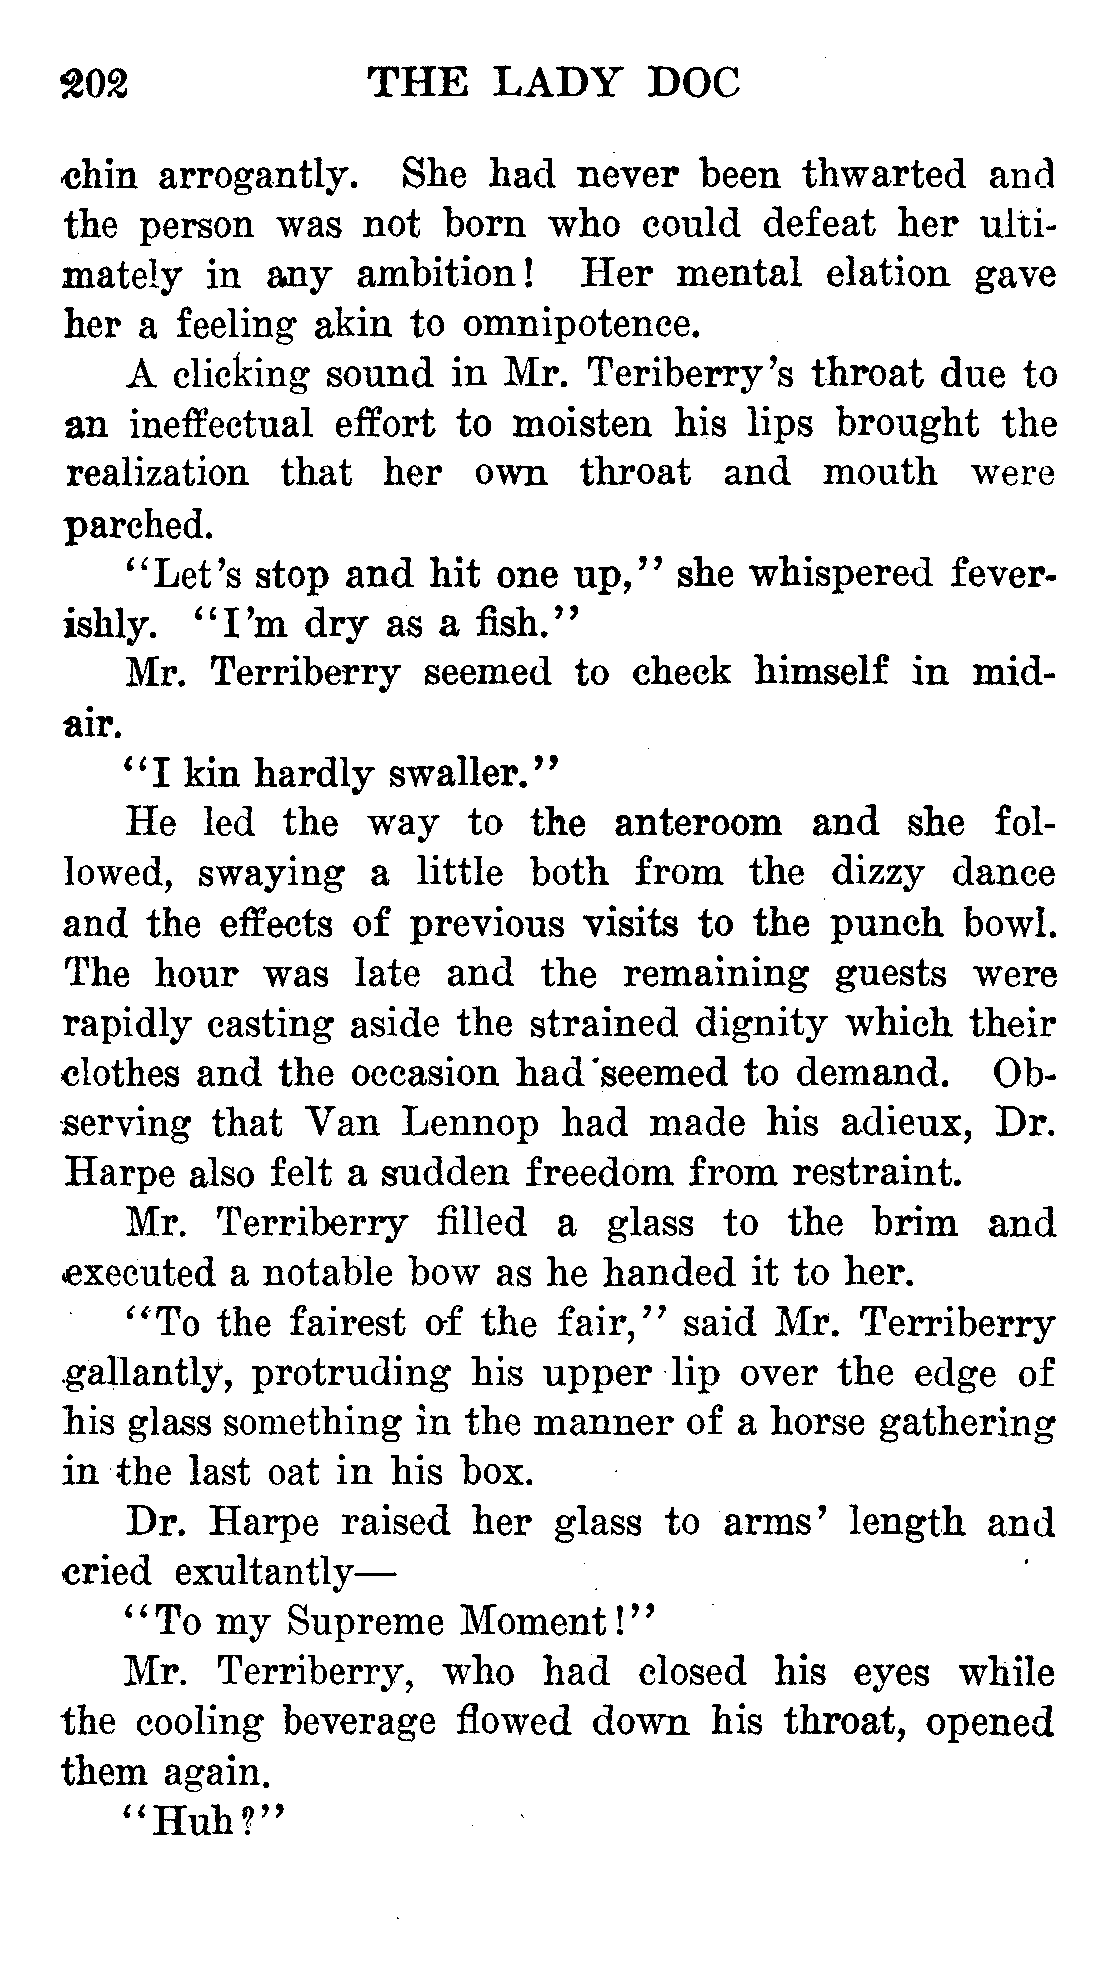 202 THE LADY DOC
chin arrogantly. She had never been thwarted and
the person was not born who could defeat her ulti-
mately in any ambition! Her mental elation gave
her a feeling akin to omnipotence.
A clicking sound in Mr. Teriberry's throat due to
an ineffectual effort to moisten his lips brought the
realization that her own throat and mouth were
parched.
"Let's stop and hit one up," she whispered fever-
ishly. "I'm dry as a fish."
Mr. Terriberry seemed to check himself in mid-
air.
"I kin hardly swaller."
He led the way to the anteroom and she fol-
lowed, swaying a little both from the dizzy dance
and the effects of previous visits to the punch bowl.
The hour was late and the remaining guests were
rapidly casting aside the strained dignity which their
clothes and the occasion had seemed to demand. Ob-
serving that Van Lennop had made his adieux, Dr.
Harpe also felt a sudden freedom from restraint.
Mr. Terriberry filled a glass to the brim and
executed a notable bow as he handed it to her.
"To the fairest of the fair," said Mr. Terriberry
gallantly, protruding his upper lip over the edge of
his glass something in the manner of a horse gathering
in the last oat in his box.
Dr. Harpe raised her glass to arms' length and
cried exultantly—
"To my Supreme Moment!"
Mr. Terriberry, who had closed his eyes while
the cooling beverage flowed down his throat, opened
them again.
"Huh?"